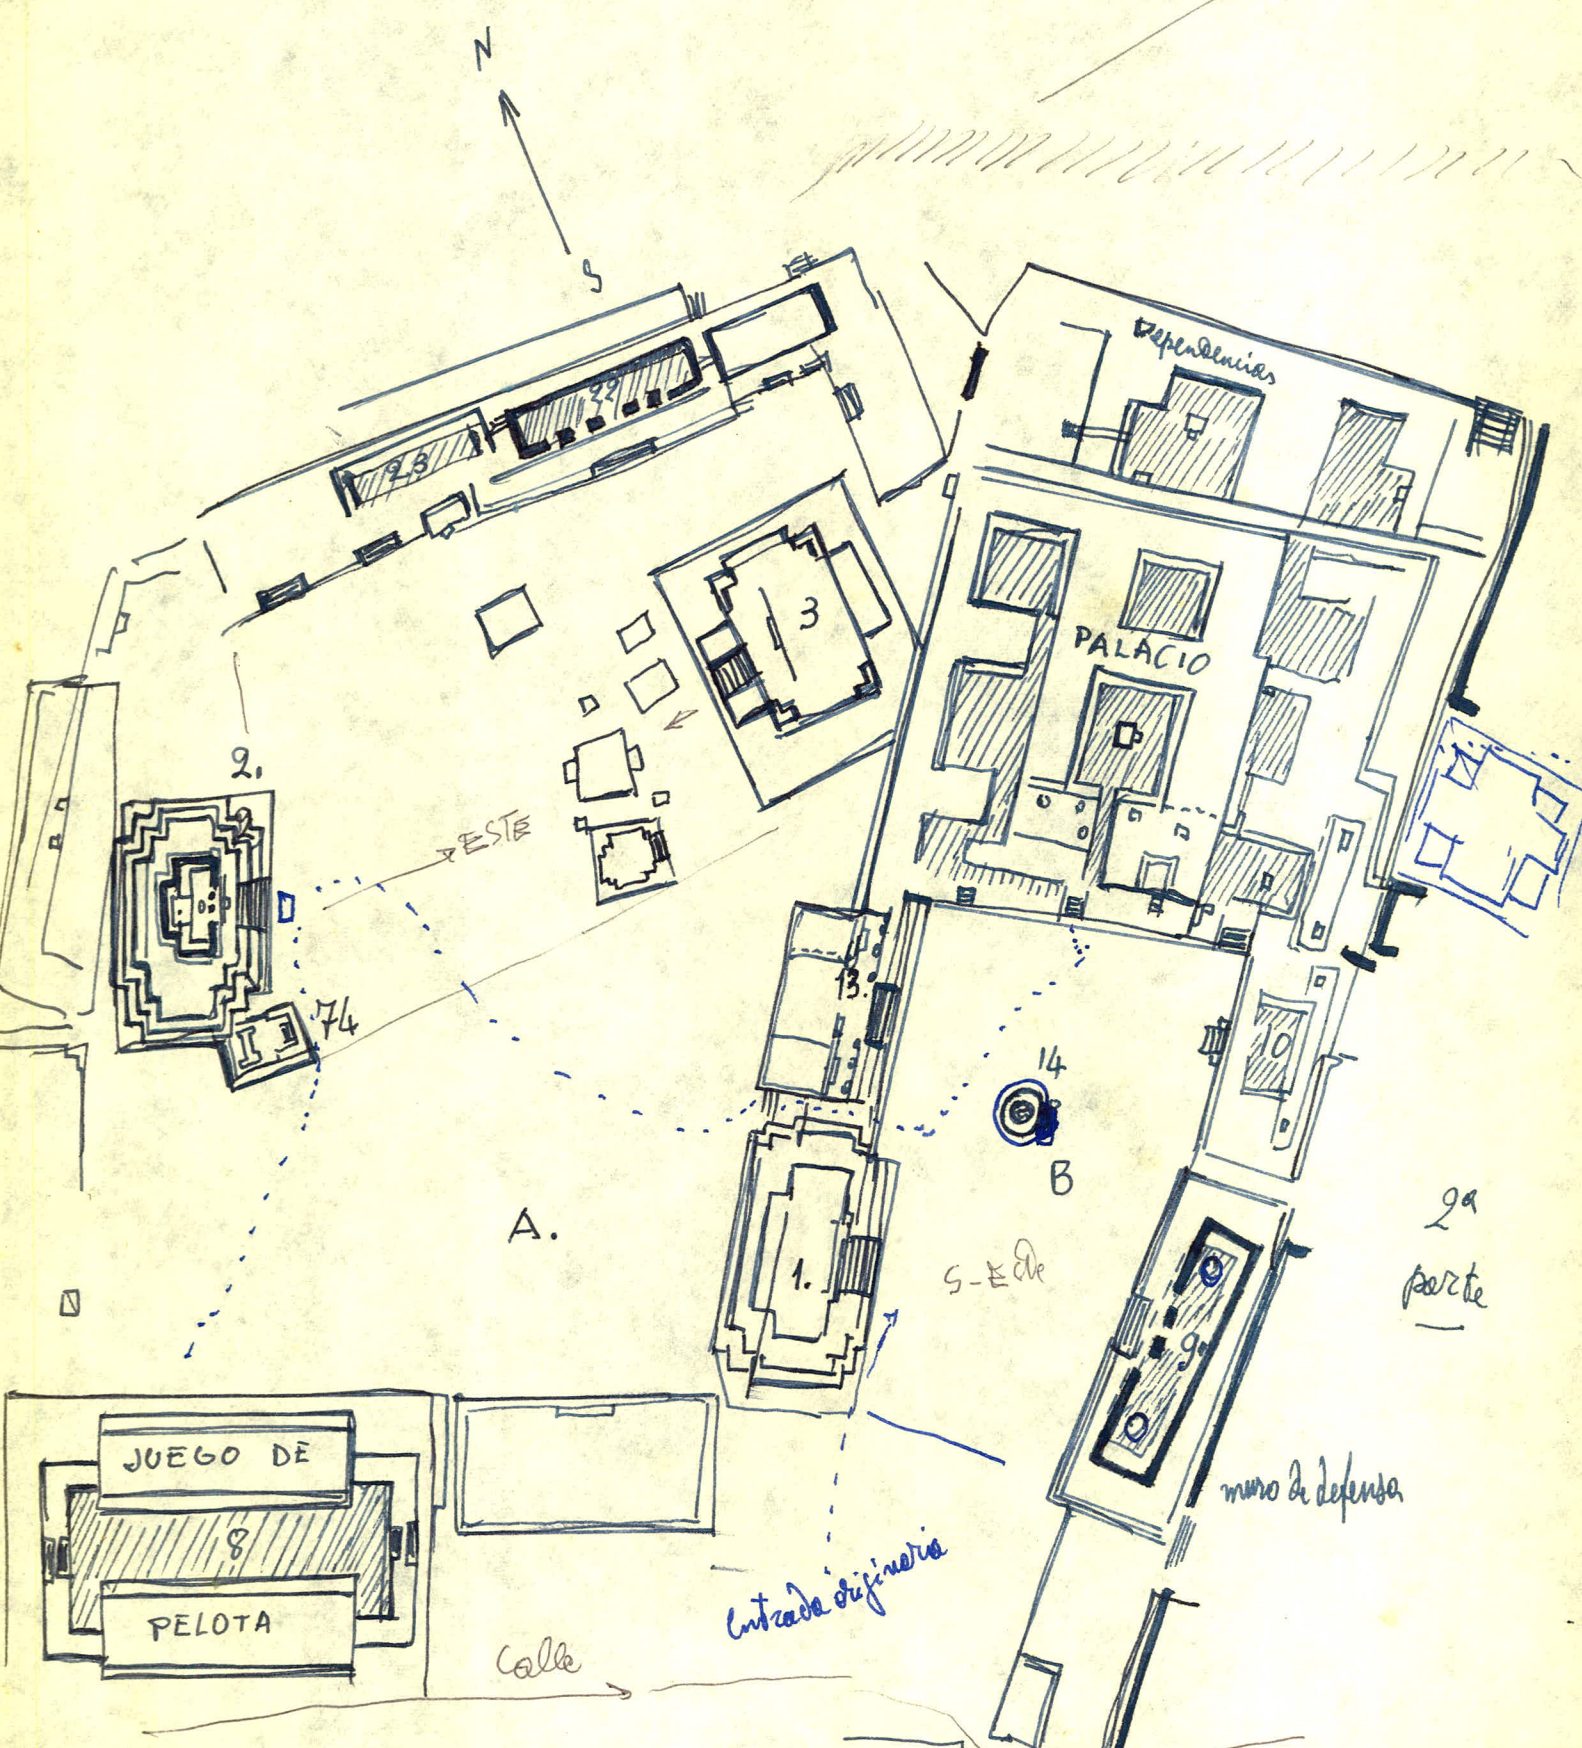 N
S
Dependencias
22
23
3
PALACIO
2.
2
ESTE
74
13.
10
14
B
A.
2ª
parte
1.
S-Este
9.
JUEGO DE
8
PELOTA
muro de defensa
Entrada originaria
Calle